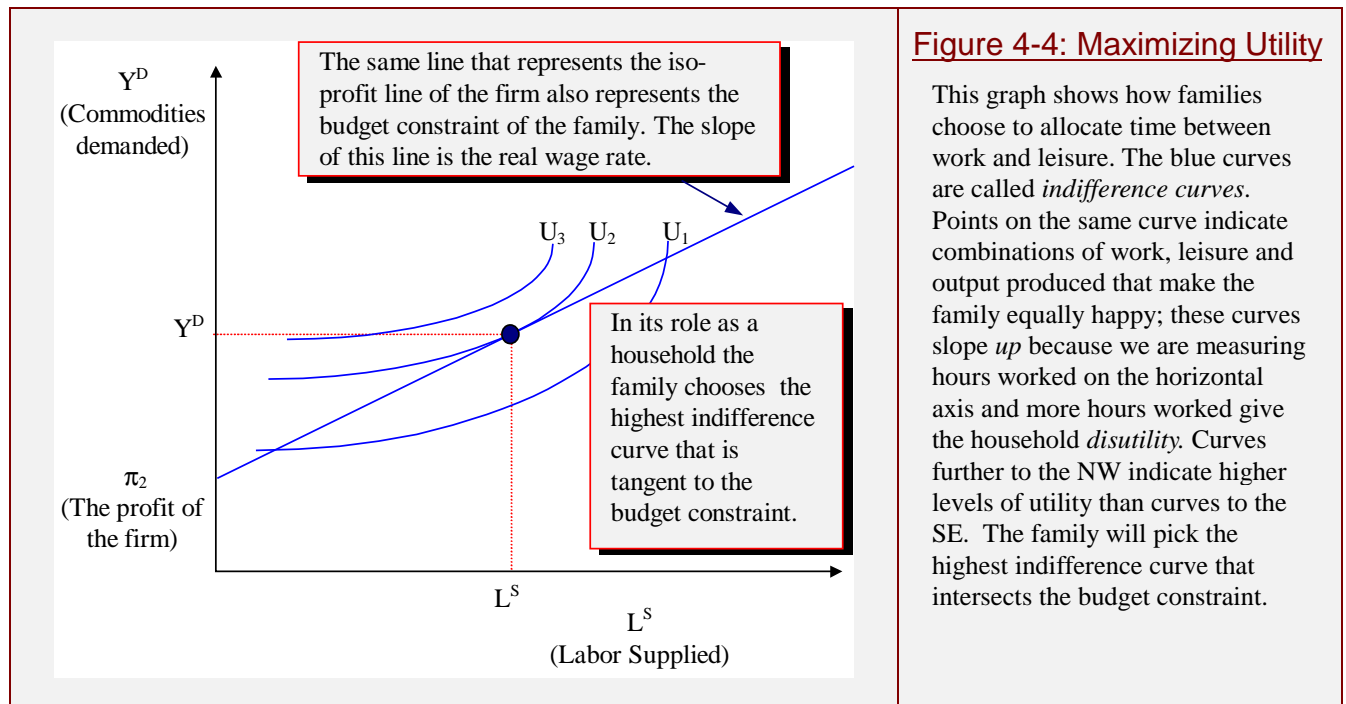 Figure 4-4: Maximizing Utility
The same line that represents the iso-
profit line of the firm also represents the
budget constraint of the family. The slope
of this line is the real wage rate.
Y^D
(Commodities
demanded)
U₃ U₂ U₁
Y^D
In its role as a
household the
family chooses the
highest indifference
curve that is
tangent to the
budget constraint.
π₂
(The profit of
the firm)
L^S
L^S
(Labor Supplied)
This graph shows how families
choose to allocate time between
work and leisure. The blue curves
are called indifference curves.
Points on the same curve indicate
combinations of work, leisure and
output produced that make the
family equally happy; these curves
slope up because we are measuring
hours worked on the horizontal
axis and more hours worked give
the household disutility. Curves
further to the NW indicate higher
levels of utility than curves to the
SE. The family will pick the
highest indifference curve that
intersects the budget constraint.